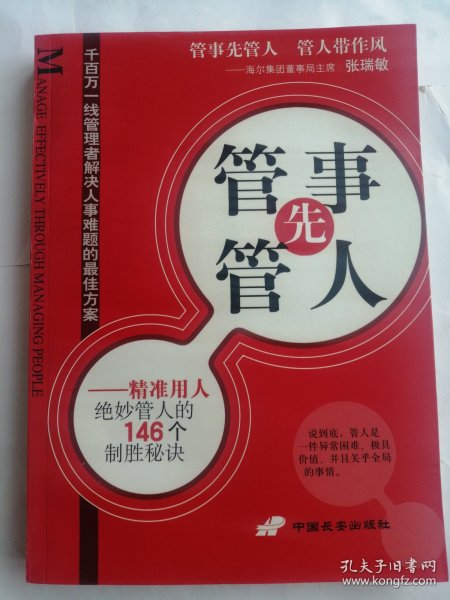 管事先管人 管人带作风
——海尔集团董事局主席 张瑞敏
千百万一线管理者解决人事难题的最佳方案
MANAGE EFFECTIVELY THROUGH MANAGING PEOPLE
管事
先
管人
——精准用人
绝妙管人的
146个
制胜秘诀
说到底，管人是
一件异常困难、极具
价值、并且关乎全局
的事情。
中国长安出版社
孔夫子旧书网
www.kongfz.com